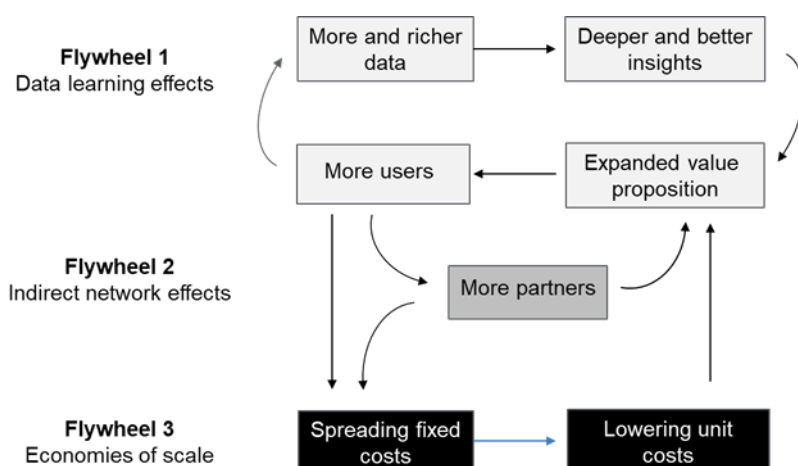 Flywheel 1
Data learning effects
More and richer
data
Deeper and better
insights
More users
Expanded value
proposition
Flywheel 2
Indirect network effects
More partners
Flywheel 3
Economies of scale
Spreading fixed
costs
Lowering unit
costs